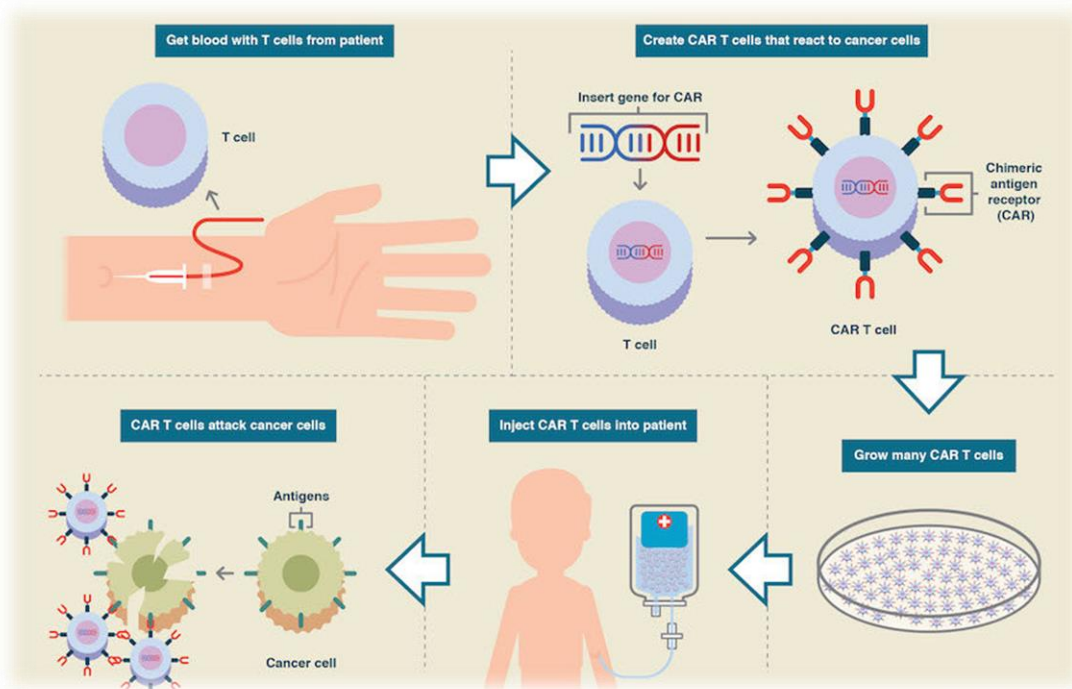 Get blood with T cells from patient
T cell
Create CAR T cells that react to cancer cells
Insert gene for CAR
T cell
Chimeric
antigen
receptor
(CAR)
CAR T cell
Grow many CAR T cells
Inject CAR T cells into patient
CAR T cells attack cancer cells
Antigens
Cancer cell